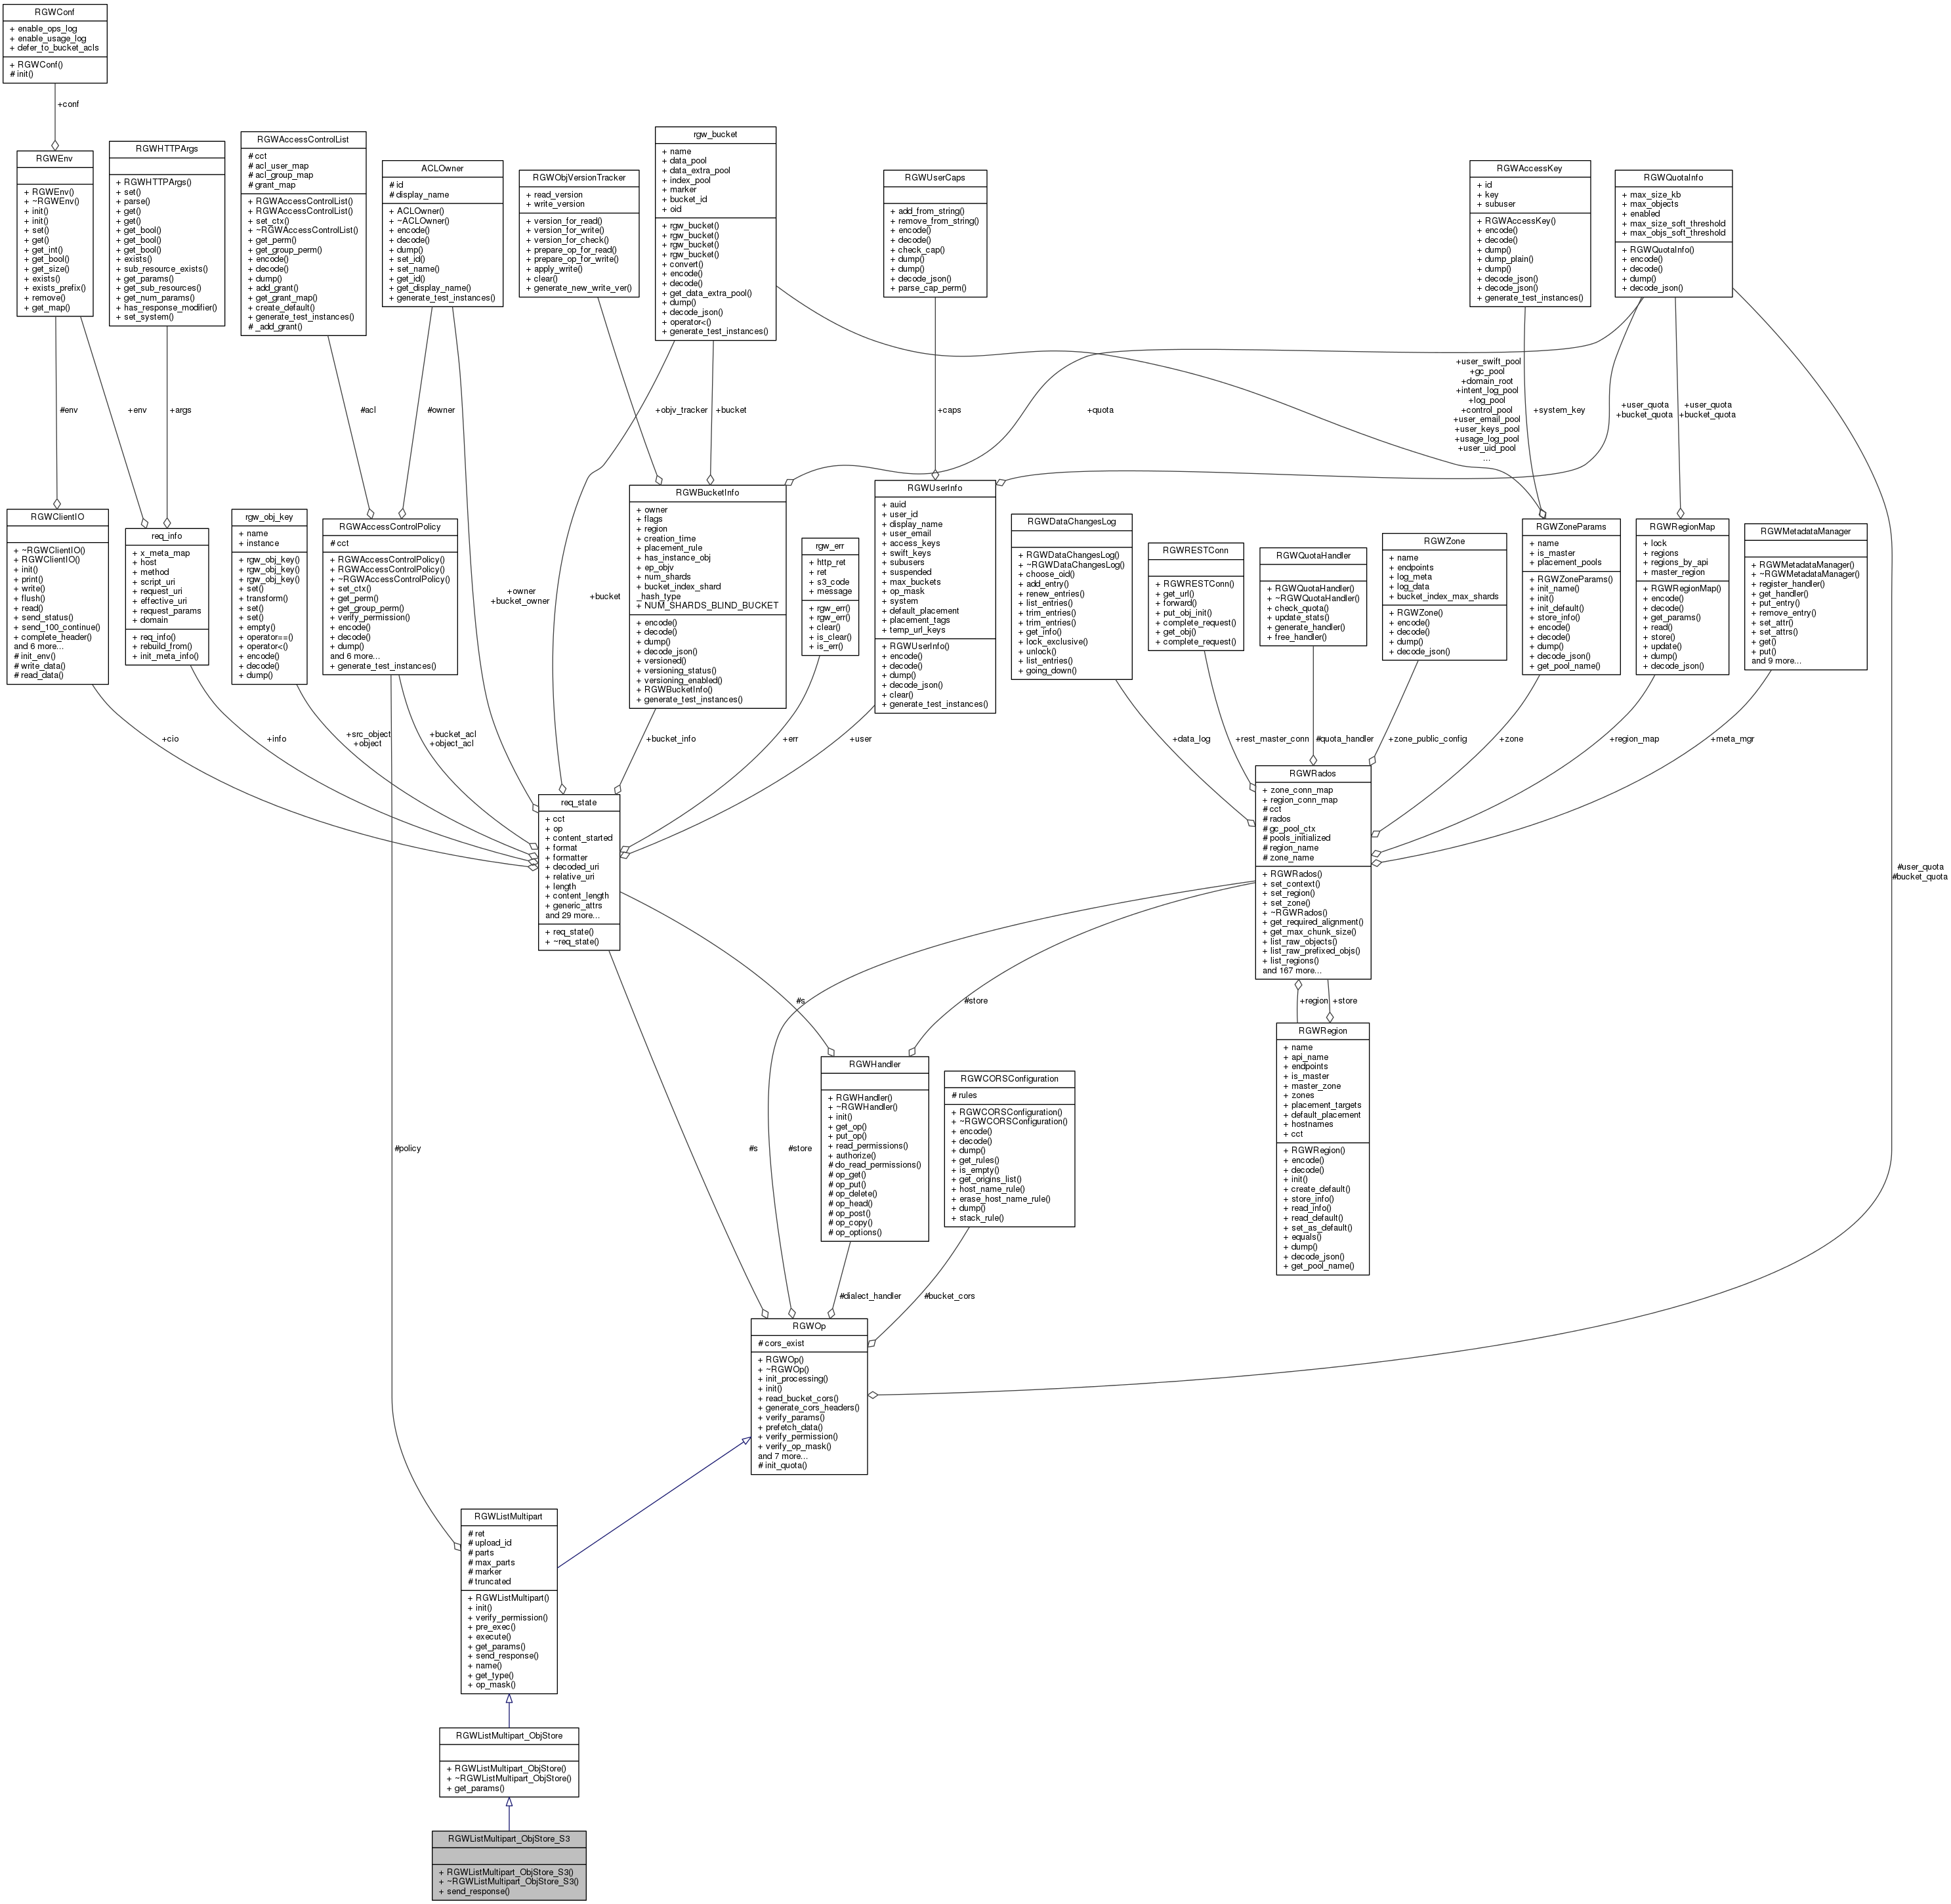 RGWConf
+ enable_ops_log
+ enable_usage_log
+ defer_to_bucket_acls
+ RGWConf()
# init()
+conf
RGWEnv
+ RGWEnv()
+ ~RGWEnv()
+ init()
+ init()
+ set()
+ get()
+ get_int()
+ get_bool()
+ get_size()
+ exists()
+ exists_prefix()
+ remove()
+ get_map()
RGWHTTPArgs
+ RGWHTTPArgs()
+ set()
+ parse()
+ get()
+ get()
+ get_bool()
+ get_bool()
+ get_bool()
+ exists()
+ sub_resource_exists()
+ get_params()
+ get_sub_resources()
+ get_num_params()
+ has_response_modifier()
+ set_system()
RGWAccessControlList
# cct
# acl_user_map
# acl_group_map
# grant_map
+ RGWAccessControlList()
+ RGWAccessControlList()
+ set_ctx()
+ ~RGWAccessControlList()
+ get_perm()
+ get_group_perm()
+ encode()
+ decode()
+ dump()
+ add_grant()
+ get_grant_map()
+ create_default()
+ generate_test_instances()
# _add_grant()
ACLOwner
# id
# display_name
+ ACLOwner()
+ ~ACLOwner()
+ encode()
+ decode()
+ dump()
+ set_id()
+ set_name()
+ get_id()
+ get_display_name()
+ generate_test_instances()
RGWObjVersionTracker
+ read_version
+ write_version
+ version_for_read()
+ version_for_write()
+ version_for_check()
+ prepare_op_for_read()
+ prepare_op_for_write()
+ apply_write()
+ clear()
+ generate_new_write_ver()
rgw_bucket
+ name
+ data_pool
+ data_extra_pool
+ index_pool
+ marker
+ bucket_id
+ oid
+ rgw_bucket()
+ rgw_bucket()
+ rgw_bucket()
+ rgw_bucket()
+ convert()
+ encode()
+ decode()
+ get_data_extra_pool()
+ dump()
+ decode_json()
+ operator<()
+ generate_test_instances()
RGWUserCaps
+ add_from_string()
+ remove_from_string()
+ encode()
+ decode()
+ check_cap()
+ dump()
+ dump()
+ decode_json()
+ parse_cap_perm()
RGWAccessKey
+ id
+ key
+ subuser
+ RGWAccessKey()
+ encode()
+ decode()
+ dump()
+ dump_plain()
+ dump()
+ decode_json()
+ decode_json()
+ generate_test_instances()
RGWQuotaInfo
+ max_size_kb
+ max_objects
+ enabled
+ max_size_soft_threshold
+ max_objs_soft_threshold
+ RGWQuotaInfo()
+ encode()
+ decode()
+ dump()
+ decode_json()
#env
+env
+args
#acl
#owner
+objv_tracker
+bucket
+quota
+caps
+user_swift_pool
+gc_pool
+domain_root
+intent_log_pool
+log_pool
+control_pool
+user_email_pool
+user_keys_pool
+usage_log_pool
+user_uid_pool
...
+system_key
+user_quota
+bucket_quota
+user_quota
+bucket_quota
RGWClientIO
+ ~RGWClientIO()
+ RGWClientIO()
+ init()
+ print()
+ write()
+ flush()
+ read()
+ send_status()
+ send_100_continue()
+ complete_header()
and 6 more...
# init_env()
# write_data()
# read_data()
req_info
+ x_meta_map
+ host
+ method
+ script_uri
+ request_uri
+ effective_uri
+ request_params
+ domain
+ req_info()
+ rebuild_from()
+ init_meta_info()
rgw_obj_key
+ name
+ instance
+ rgw_obj_key()
+ rgw_obj_key()
+ rgw_obj_key()
+ set()
+ transform()
+ set()
+ set()
+ empty()
+ operator==()
+ operator<()
+ encode()
+ decode()
+ dump()
RGWAccessControlPolicy
# cct
+ RGWAccessControlPolicy()
+ RGWAccessControlPolicy()
+ ~RGWAccessControlPolicy()
+ set_ctx()
+ get_perm()
+ get_group_perm()
+ verify_permission()
+ encode()
+ decode()
+ dump()
and 6 more...
+ generate_test_instances()
+owner
+bucket_owner
+bucket
RGWBucketInfo
+ owner
+ flags
+ region
+ creation_time
+ placement_rule
+ has_instance_obj
+ ep_objv
+ num_shards
+ bucket_index_shard
_hash_type
+ NUM_SHARDS_BLIND_BUCKET
+ encode()
+ decode()
+ dump()
+ decode_json()
+ versioned()
+ versioning_status()
+ versioning_enabled()
+ RGWBucketInfo()
+ generate_test_instances()
rgw_err
+ http_ret
+ ret
+ s3_code
+ message
+ rgw_err()
+ rgw_err()
+ clear()
+ is_clear()
+ is_err()
RGWUserInfo
+ auid
+ user_id
+ display_name
+ user_email
+ access_keys
+ swift_keys
+ subusers
+ suspended
+ max_buckets
+ op_mask
+ system
+ default_placement
+ placement_tags
+ temp_url_keys
+ RGWUserInfo()
+ encode()
+ decode()
+ dump()
+ decode_json()
+ clear()
+ generate_test_instances()
RGWDataChangesLog
+ RGWDataChangesLog()
+ ~RGWDataChangesLog()
+ choose_oid()
+ add_entry()
+ renew_entries()
+ list_entries()
+ trim_entries()
+ trim_entries()
+ get_info()
+ lock_exclusive()
+ unlock()
+ list_entries()
+ going_down()
RGWRESTConn
+ RGWRESTConn()
+ get_url()
+ forward()
+ put_obj_init()
+ complete_request()
+ get_obj()
+ complete_request()
RGWQuotaHandler
+ RGWQuotaHandler()
+ ~RGWQuotaHandler()
+ check_quota()
+ update_stats()
+ generate_handler()
+ free_handler()
RGWZone
+ name
+ endpoints
+ log_meta
+ log_data
+ bucket_index_max_shards
+ RGWZone()
+ encode()
+ decode()
+ dump()
+ decode_json()
RGWZoneParams
+ name
+ is_master
+ placement_pools
+ RGWZoneParams()
+ init_name()
+ init()
+ init_default()
+ store_info()
+ encode()
+ decode()
+ dump()
+ decode_json()
+ get_pool_name()
RGWRegionMap
+ lock
+ regions
+ regions_by_api
+ master_region
+ RGWRegionMap()
+ encode()
+ decode()
+ get_params()
+ read()
+ store()
+ update()
+ dump()
+ decode_json()
RGWMetadataManager
+ RGWMetadataManager()
+ ~RGWMetadataManager()
+ register_handler()
+ get_handler()
+ put_entry()
+ remove_entry()
+ set_attr()
+ set_attrs()
+ get()
+ put()
and 9 more...
+cio
+info
+src_object
+object
+bucket_acl
+object_acl
+bucket_info
+err
+user
+data_log
+rest_master_conn
#quota_handler
+zone_public_config
+zone
+region_map
+meta_mgr
req_state
+ cct
+ op
+ content_started
+ format
+ formatter
+ decoded_uri
+ relative_uri
+ length
+ content_length
+ generic_attrs
and 29 more...
+ req_state()
+ ~req_state()
RGWRados
+ zone_conn_map
+ region_conn_map
# cct
# rados
# gc_pool_ctx
# pools_initialized
# region_name
# zone_name
+ RGWRados()
+ set_context()
+ set_region()
+ set_zone()
+ ~RGWRados()
+ get_required_alignment()
+ get_max_chunk_size()
+ list_raw_objects()
+ list_raw_prefixed_objs()
+ list_regions()
and 167 more...
#user_quota
#bucket_quota
#s
#store
+region
+store
RGWRegion
+ name
+ api_name
+ endpoints
+ is_master
+ master_zone
+ zones
+ placement_targets
+ default_placement
+ hostnames
+ cct
+ RGWRegion()
+ encode()
+ decode()
+ init()
+ create_default()
+ store_info()
+ read_info()
+ read_default()
+ set_as_default()
+ equals()
+ dump()
+ decode_json()
+ get_pool_name()
RGWHandler
+ RGWHandler()
+ ~RGWHandler()
+ init()
+ get_op()
+ put_op()
+ read_permissions()
+ authorize()
# do_read_permissions()
# op_get()
# op_put()
# op_delete()
# op_head()
# op_post()
# op_copy()
# op_options()
RGWCORSConfiguration
# rules
+ RGWCORSConfiguration()
+ ~RGWCORSConfiguration()
+ encode()
+ decode()
+ dump()
+ get_rules()
+ is_empty()
+ get_origins_list()
+ host_name_rule()
+ erase_host_name_rule()
+ dump()
+ stack_rule()
#policy
#s
#store
#dialect_handler
#bucket_cors
RGWOp
# cors_exist
+ RGWOp()
+ ~RGWOp()
+ init_processing()
+ init()
+ read_bucket_cors()
+ generate_cors_headers()
+ verify_params()
+ prefetch_data()
+ verify_permission()
+ verify_op_mask()
and 7 more...
# init_quota()
RGWListMultipart
# ret
# upload_id
# parts
# max_parts
# marker
# truncated
+ RGWListMultipart()
+ init()
+ verify_permission()
+ pre_exec()
+ execute()
+ get_params()
+ send_response()
+ name()
+ get_type()
+ op_mask()
RGWListMultipart_ObjStore
+ RGWListMultipart_ObjStore()
+ ~RGWListMultipart_ObjStore()
+ get_params()
RGWListMultipart_ObjStore_S3
+ RGWListMultipart_ObjStore_S3()
+ ~RGWListMultipart_ObjStore_S3()
+ send_response()